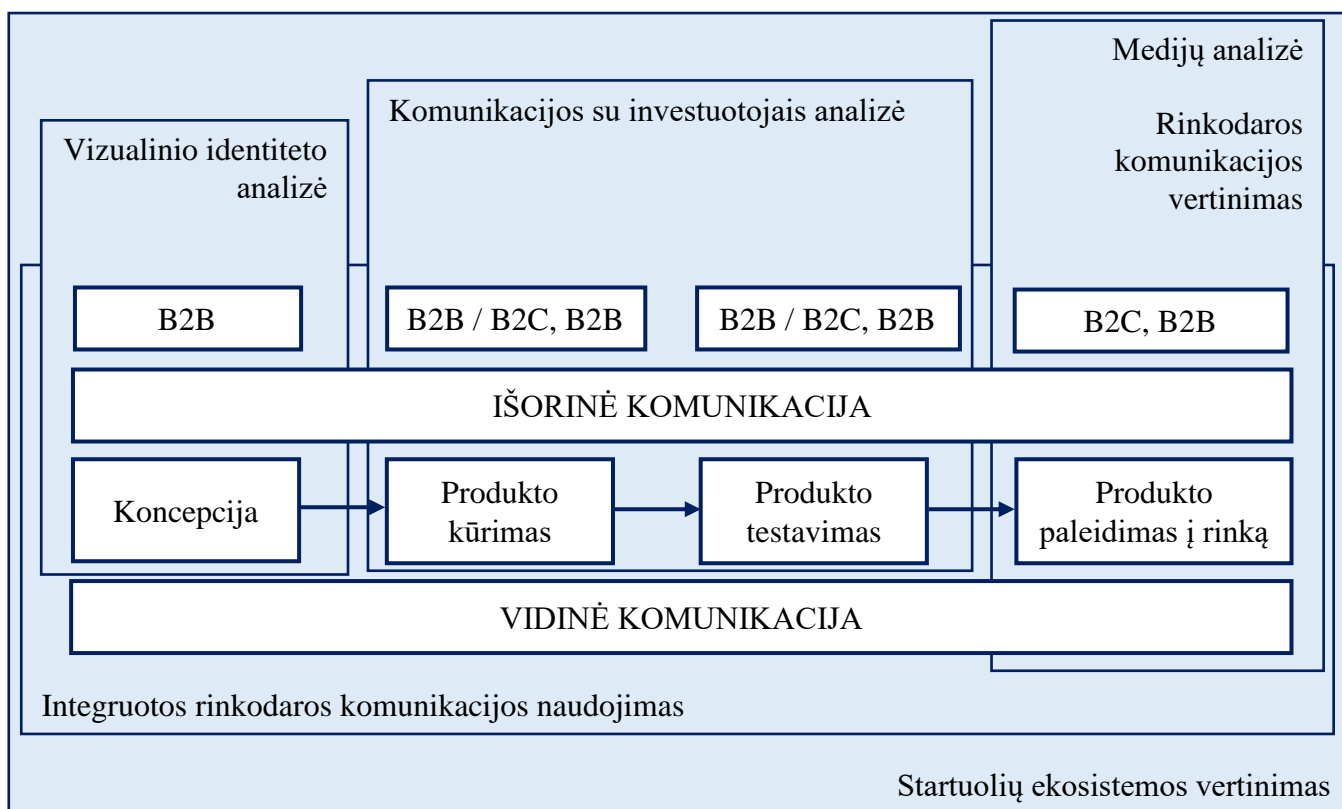 Medijų analizė
Rinkodaros
komunikacijos
vertinimas
Komunikacijos su investuotojais analizė
Vizualinio identiteto
analizė
B2B
B2B / B2C, B2B
B2B / B2C, B2B
B2C, B2B
IŠORINĖ KOMUNIKACIJA
Koncepcija
Produkto
kūrimas
Produkto
testavimas
Produkto
paleidimas į rinką
VIDINĖ KOMUNIKACIJA
Integruotos rinkodaros komunikacijos naudojimas
Startuolių ekosistemos vertinimas